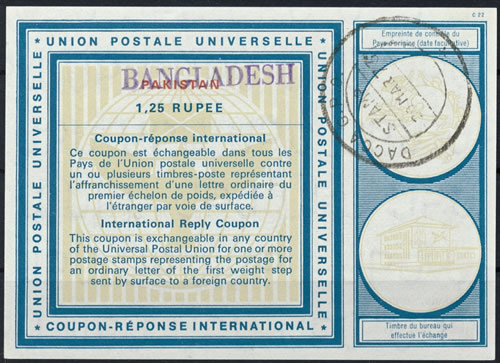 C 22
UNION POSTALE UNIVERSELLE
UNION POSTALE UNIVERSELLE
UNION POSTALE UNIVERSELLE
BANGLADESH
PAKISTAN
1,25 RUPEE
Coupon-réponse international
Ce coupon est échangeable dans tous les
Pays de l'Union postale universelle contre
un ou plusieurs timbres-poste représentant
l'affranchissement d'une lettre ordinaire du
premier échelon de poids, expédiée à
l'étranger par voie de surface.
International Reply Coupon
This coupon is exchangeable in any country
of the Universal Postal Union for one or more
postage stamps representing the postage for
an ordinary letter of the first weight step
sent by surface to a foreign country.
COUPON-RÉPONSE INTERNATIONAL
Empreinte de contrôle du
Pays d'origine (date facultative)
DACCA G.P.O.
MAR
Timbre du bureau qui
effectue l'échange